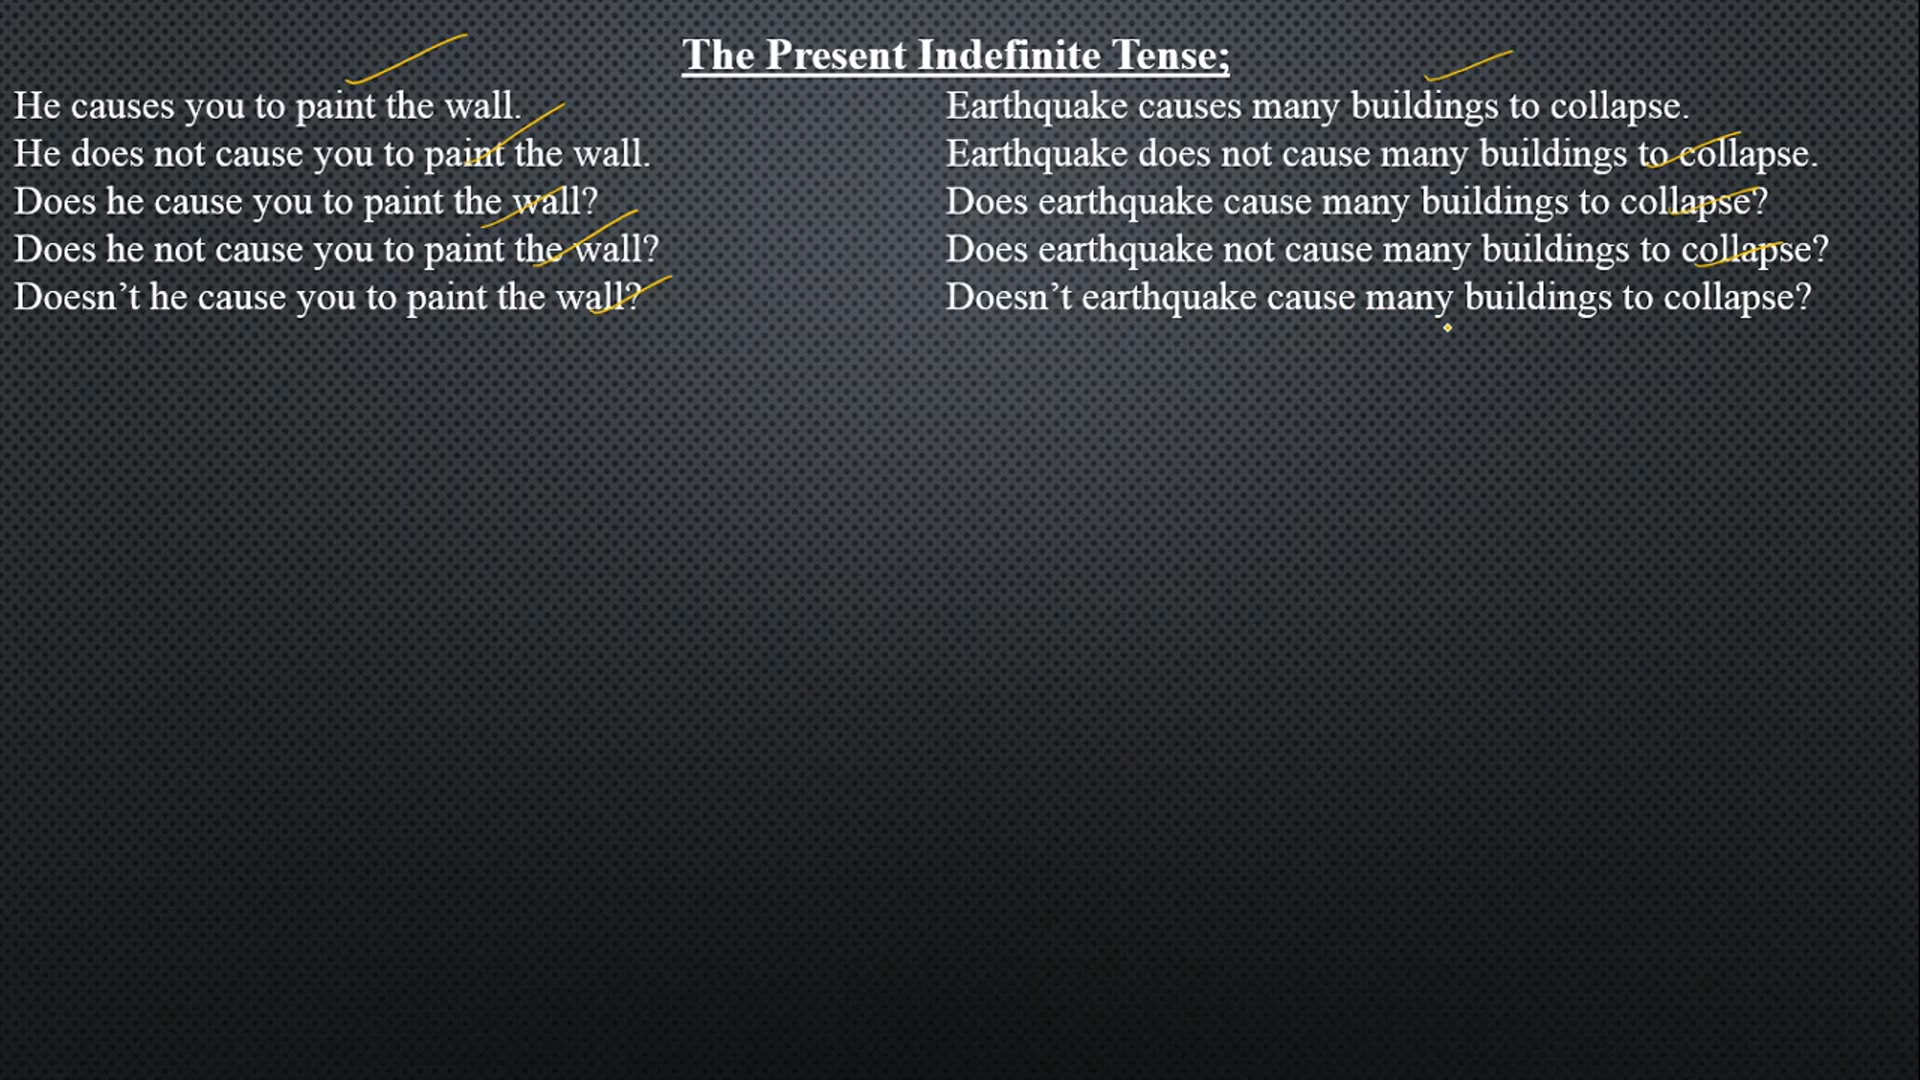 The Present Indefinite Tense;
He causes you to paint the wall.
He does not cause you to paint the wall.
Does he cause you to paint the wall?
Does he not cause you to paint the wall?
Doesn’t he cause you to paint the wall?
Earthquake causes many buildings to collapse.
Earthquake does not cause many buildings to collapse.
Does earthquake cause many buildings to collapse?
Does earthquake not cause many buildings to collapse?
Doesn’t earthquake cause many buildings to collapse?